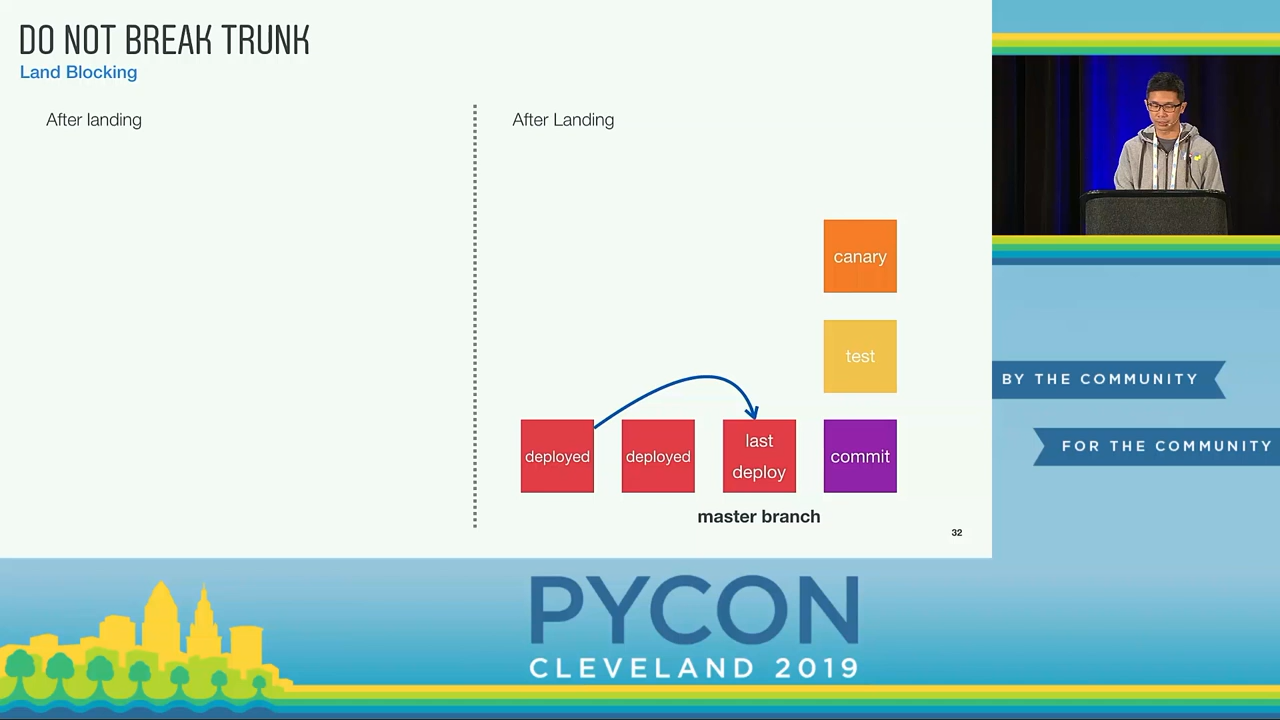 DO NOT BREAK TRUNK
Land Blocking
After landing
After Landing
canary
test
deployed
deployed
last
deploy
commit
master branch
32
BY THE COMMUNITY
FOR THE COMMUNITY
PYCON
CLEVELAND 2019